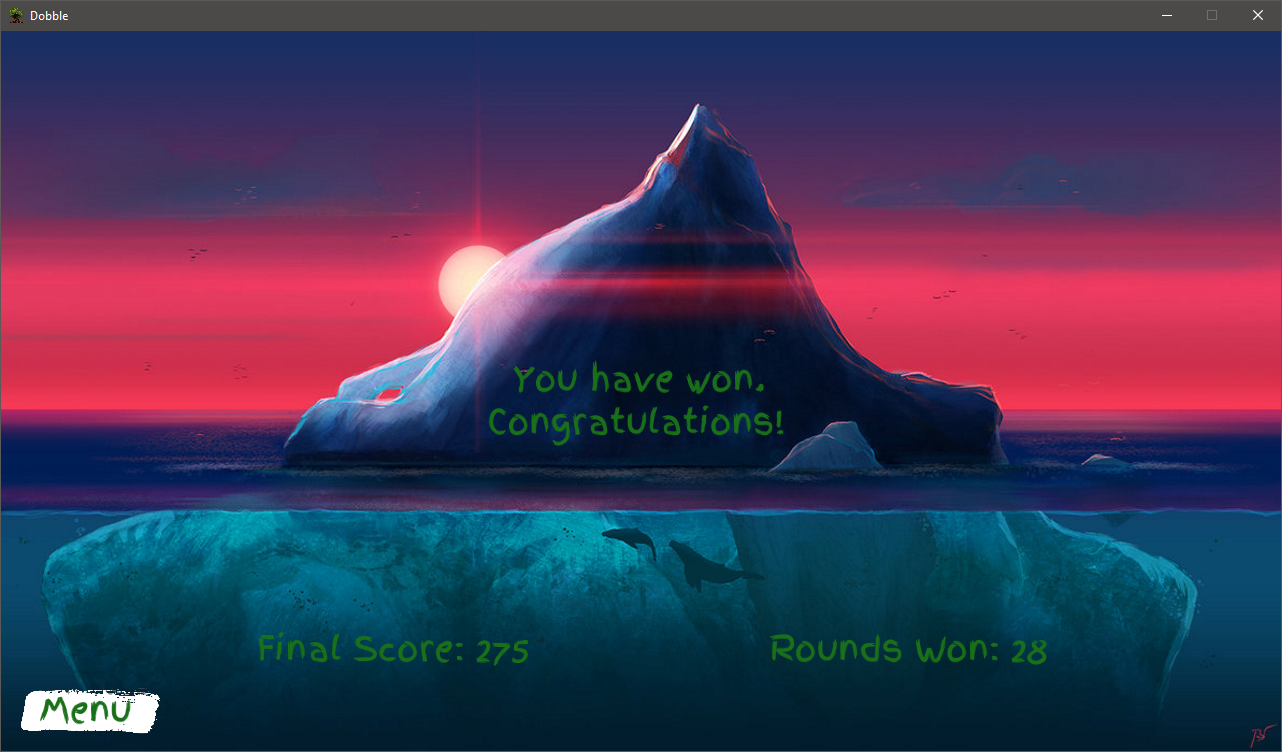 Dobble
You have won.
Congratulations!
Final Score: 275
Rounds Won: 28
Menu